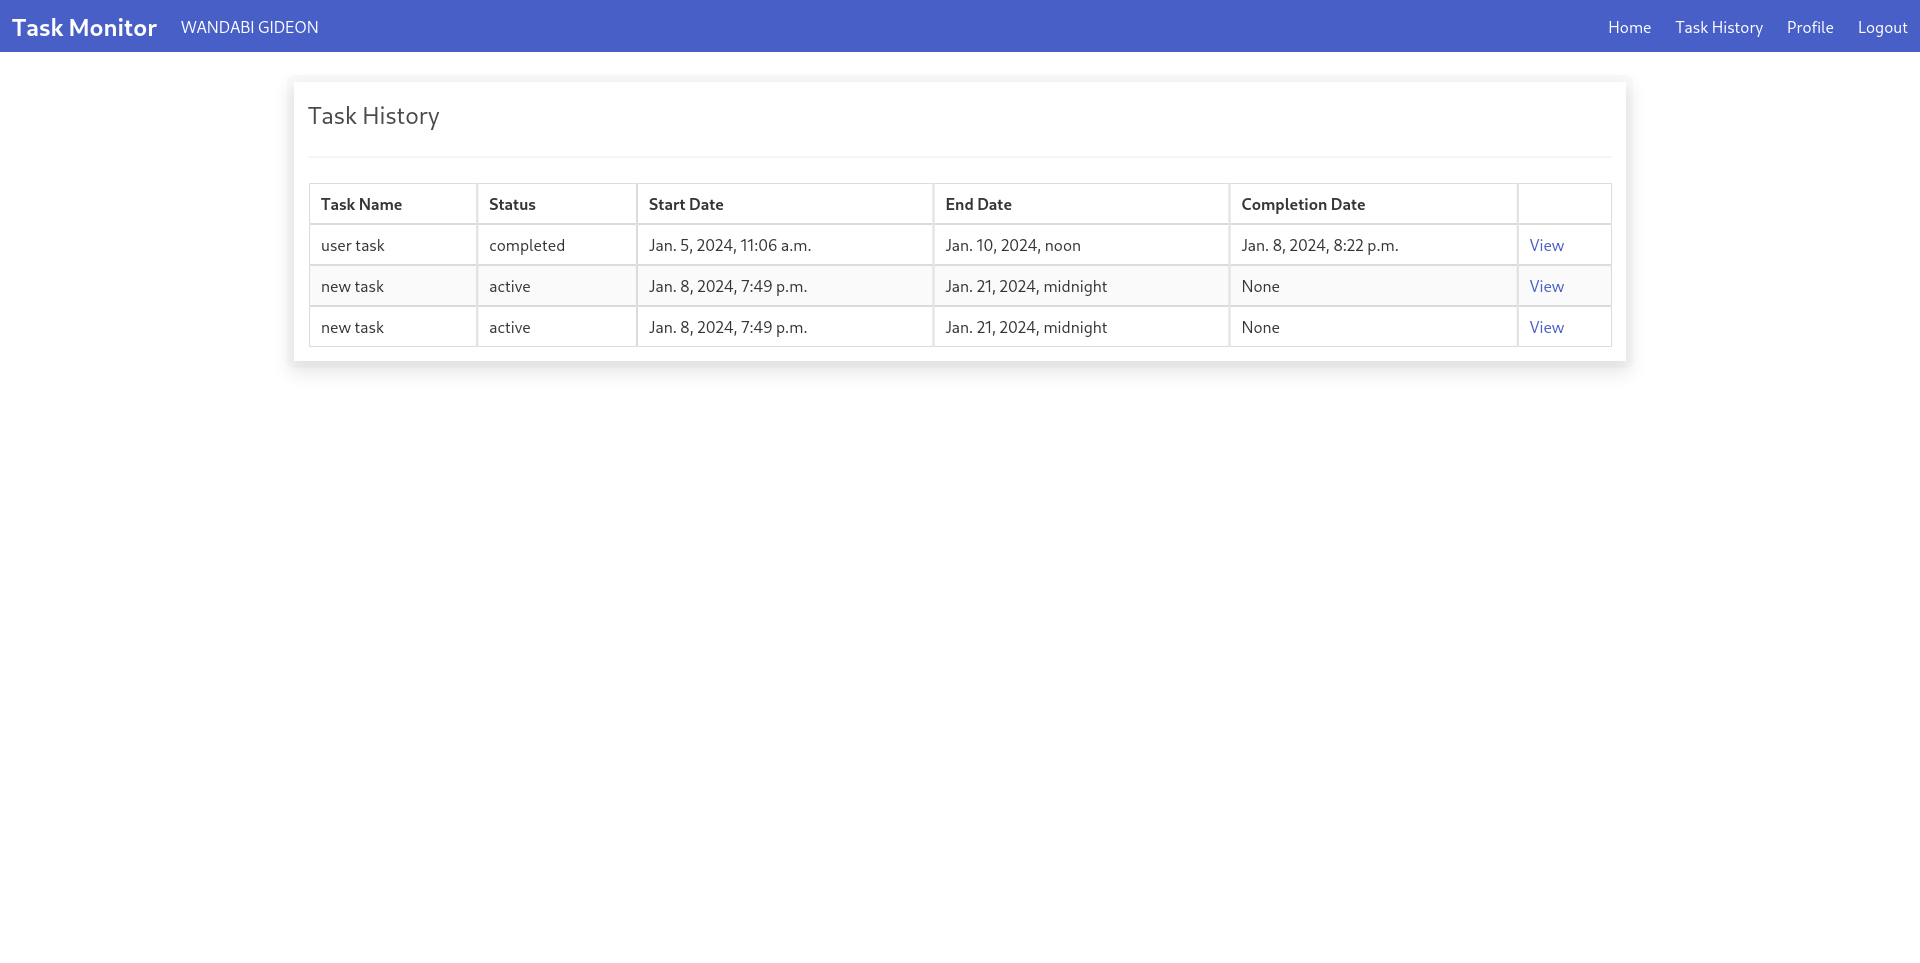 Task Monitor WANDABI GIDEON Home Task History Profile Logout
Task History
Task Name Status Start Date End Date Completion Date
user task completed Jan. 5, 2024, 11:06 a.m. Jan. 10, 2024, noon Jan. 8, 2024, 8:22 p.m. View
new task active Jan. 8, 2024, 7:49 p.m. Jan. 21, 2024, midnight None View
new task active Jan. 8, 2024, 7:49 p.m. Jan. 21, 2024, midnight None View